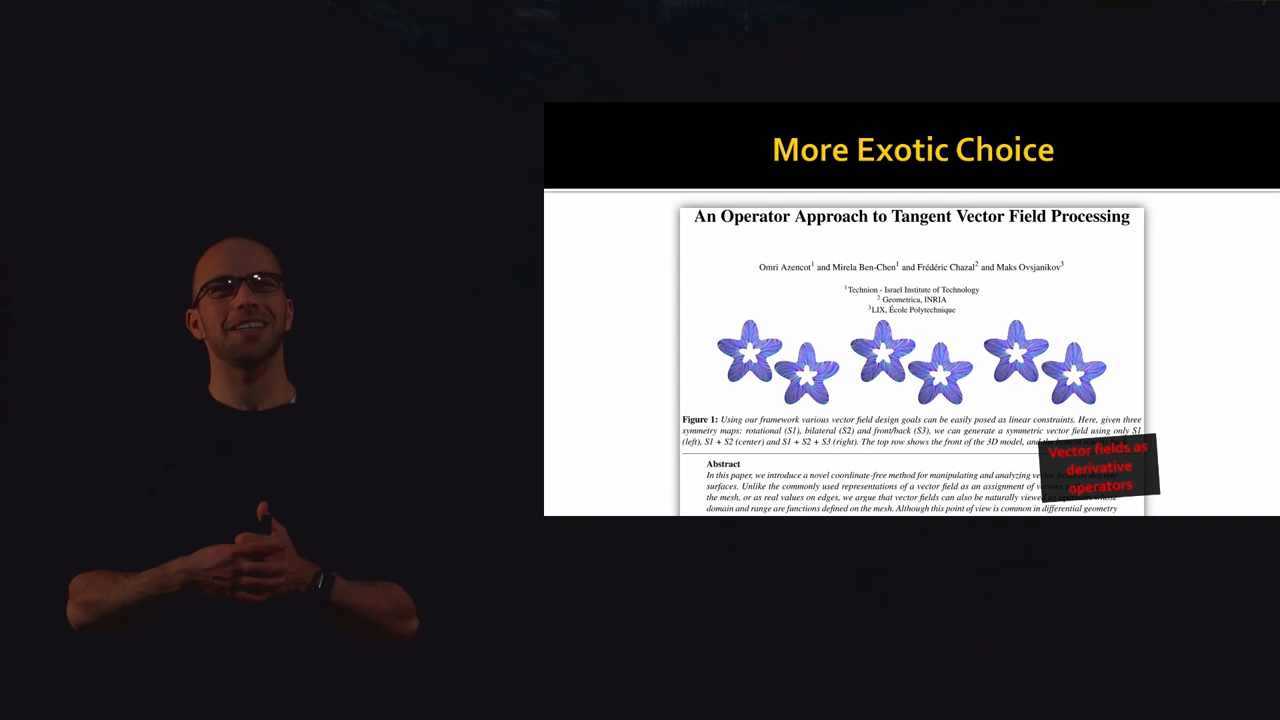 More Exotic Choice
An Operator Approach to Tangent Vector Field Processing
Omri Azencot1 and Mirela Ben-Chen1 and Frédéric Chazal2 and Maks Ovsjanikov3
1Technion - Israel Institute of Technology
2 Geometrica, INRIA
3LIX, École Polytechnique
Figure 1: Using our framework various vector field design goals can be easily posed as linear constraints. Here, given three
symmetry maps: rotational (S1), bilateral (S2) and front/back (S3), we can generate a symmetric vector field using only S1
(left), S1 + S2 (center) and S1 + S2 + S3 (right). The top row shows the front of the 3D model, and
Abstract
In this paper, we introduce a novel coordinate-free method for manipulating and analyzing
surfaces. Unlike the commonly used representations of a vector field as an assignment of
the mesh, or as real values on edges, we argue that vector fields can also be naturally viewed
domain and range are functions defined on the mesh. Although this point of view is common in differential geometry
Vector fields as
derivative
operators